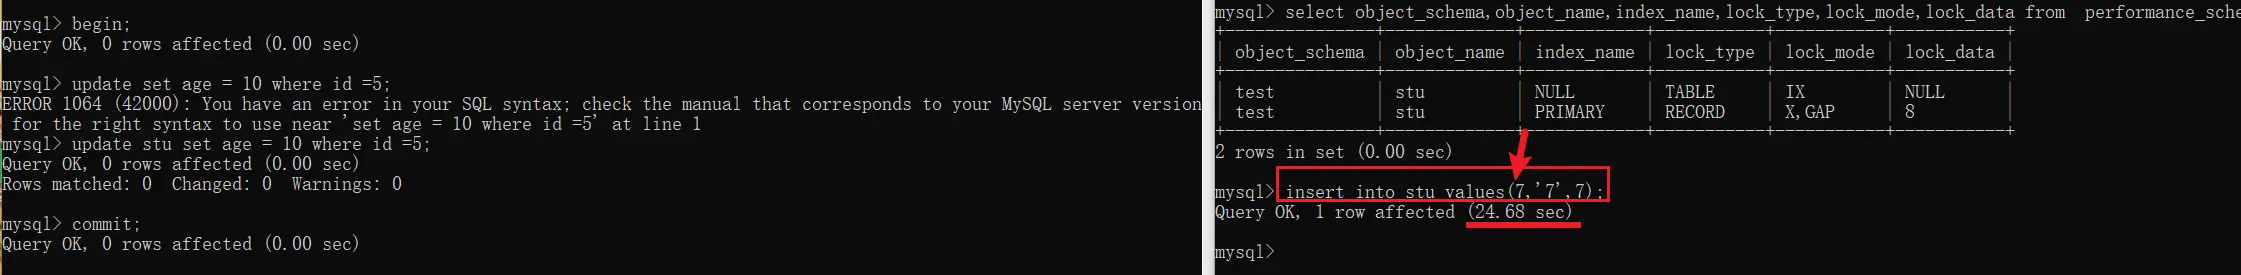 mysql> begin;
Query OK, 0 rows affected (0.00 sec)
mysql> update set age = 10 where id =5;
ERROR 1064 (42000): You have an error in your SQL syntax; check the manual that corresponds to your MySQL server version
for the right syntax to use near 'set age = 10 where id =5' at line 1
mysql> update stu set age = 10 where id =5;
Query OK, 0 rows affected (0.00 sec)
Rows matched: 0  Changed: 0  Warnings: 0
mysql> commit;
Query OK, 0 rows affected (0.00 sec)
mysql> select object_schema,object_name,index_name,lock_type,lock_mode,lock_data from  performance_sche
+---------------+-------------+------------+-----------+-----------+-----------+
| object_schema | object_name | index_name | lock_type | lock_mode | lock_data |
+---------------+-------------+------------+-----------+-----------+-----------+
| test          | stu         | NULL       | TABLE     | IX        | NULL      |
| test          | stu         | PRIMARY    | RECORD    | X,GAP     | 8         |
+---------------+-------------+------------+-----------+-----------+-----------+
2 rows in set (0.00 sec)
mysql> insert into stu values(7,'7',7);
Query OK, 1 row affected (24.68 sec)
mysql>